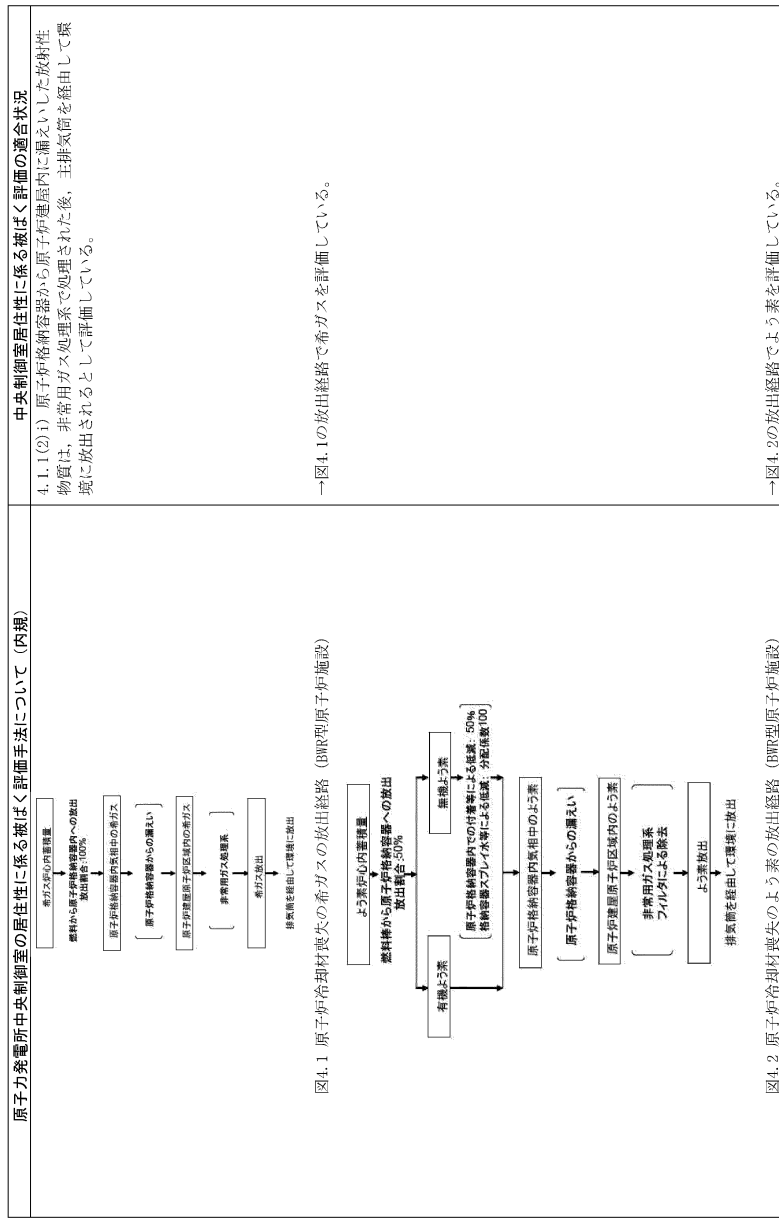 原子力発電所中央制御室の居住性に係る被ばく評価手法について（内規）
希ガス炉心内蓄積量
燃料から原子炉格納容器内への放出
放出割合:100%
原子炉格納容器内気相中の希ガス
原子炉格納容器からの漏えい
原子炉建屋原子炉区域内の希ガス
非常用ガス処理系
希ガス放出
排気筒を経由して環境に放出
図4.1 原子炉冷却材喪失の希ガスの放出経路（BWR型原子炉施設）
よう素炉心内蓄積量
燃料棒から原子炉格納容器への放出
放出割合:50%
有機よう素
無機よう素
原子炉格納容器内での付着等による低減：50%
格納容器スプレイ水等による低減：分配係数100
原子炉格納容器内気相中のよう素
原子炉格納容器からの漏えい
原子炉建屋原子炉区域内のよう素
非常用ガス処理系
フィルタによる除去
よう素放出
排気筒を経由して環境に放出
図4.2 原子炉冷却材喪失のよう素の放出経路（BWR型原子炉施設）
中央制御室居住性に係る被ばく評価の適合状況
4.1.1(2)i) 原子炉格納容器から原子炉建屋内に漏えいした放射性
物質は，非常用ガス処理系で処理された後，主排気筒を経由して環
境に放出されるとして評価している。
→図4.1の放出経路で希ガスを評価している。
→図4.2の放出経路でよう素を評価している。